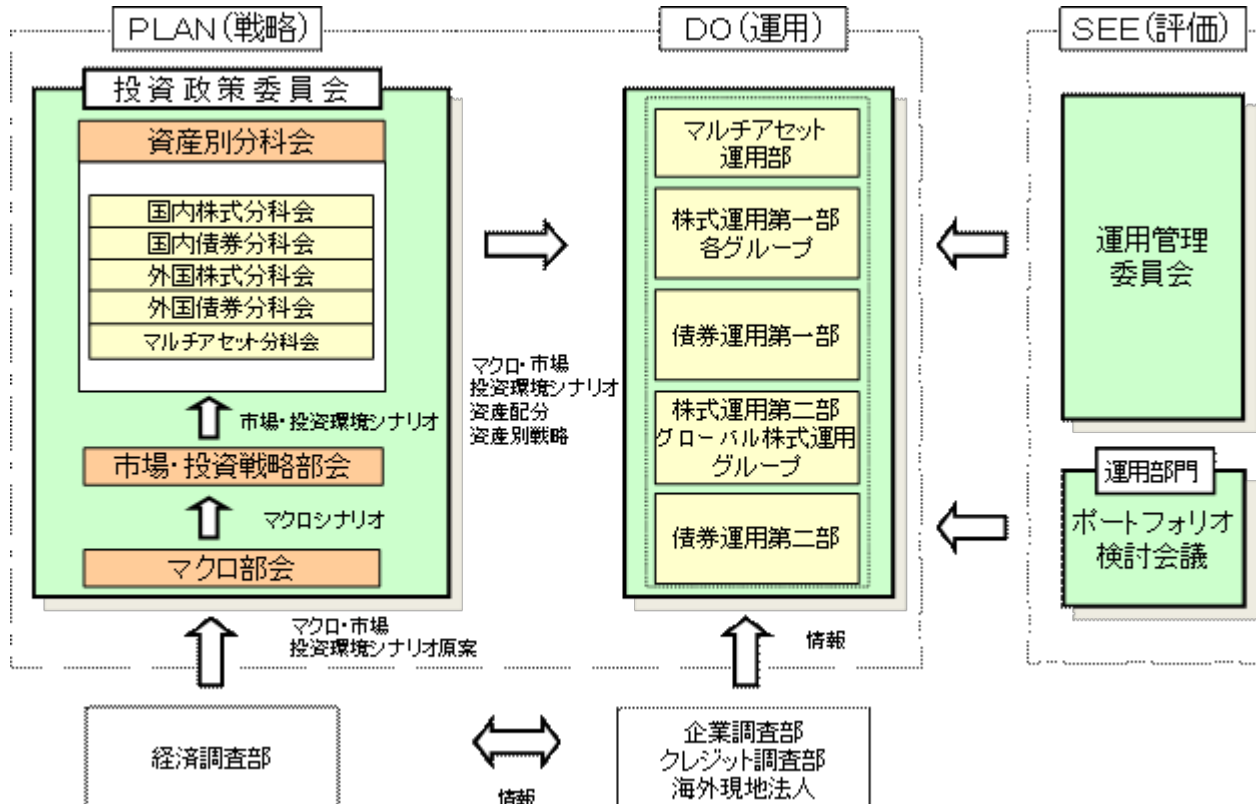 PLAN(戦略)
DO(運用)
SEE(評価)
投資政策委員会
資産別分科会
国内株式分科会
国内債券分科会
外国株式分科会
外国債券分科会
マルチアセット分科会
市場・投資環境シナリオ
市場・投資戦略部会
マクロシナリオ
マクロ部会
マクロ・市場
投資環境シナリオ
資産配分
資産別戦略
マルチアセット
運用部
株式運用第一部
各グループ
債券運用第一部
株式運用第二部
グローバル株式運用
グループ
債券運用第二部
運用管理
委員会
運用部門
ポートフォリオ
検討会議
マクロ・市場
投資環境シナリオ原案
情報
経済調査部
情報
企業調査部
クレジット調査部
海外現地法人